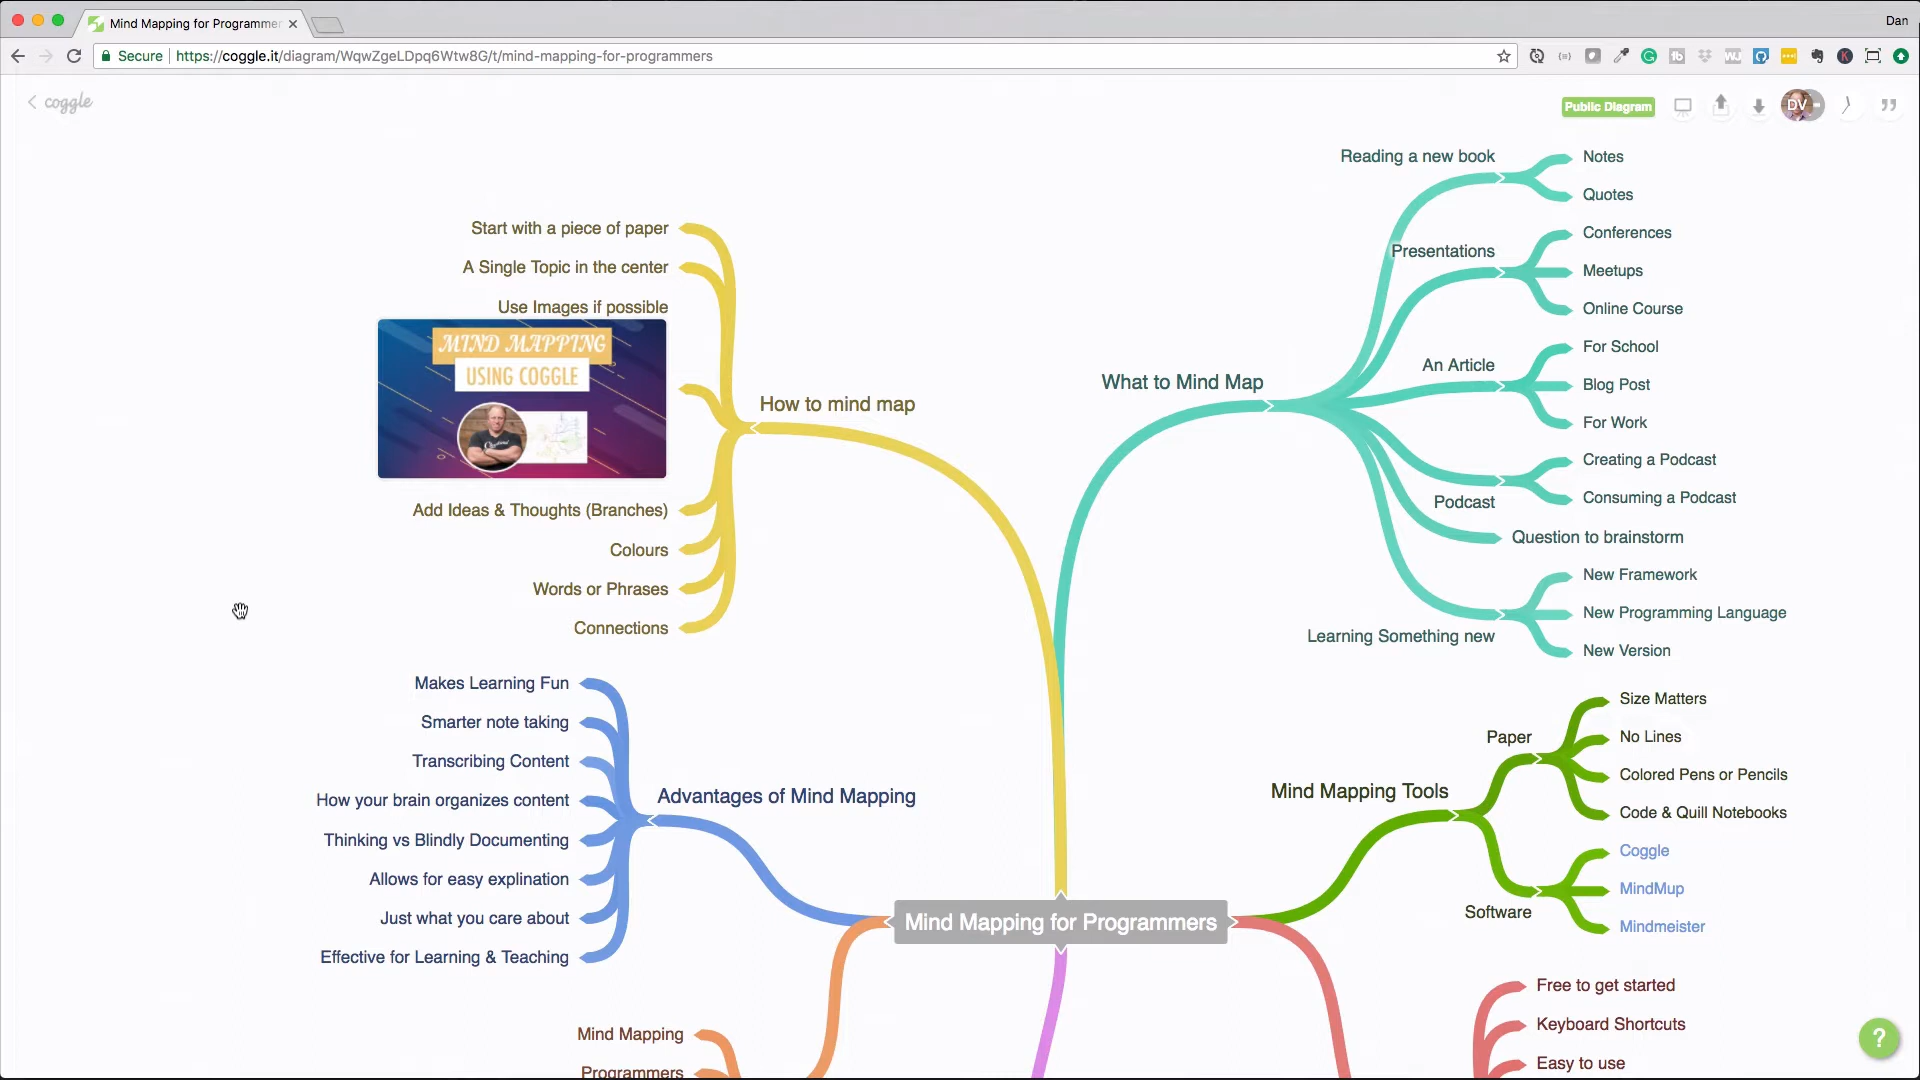 Mind Mapping for Programmer
Dan
Secure
https://coggle.it/diagram/WqwZgeLDpq6Wtw8G/t/mind-mapping-for-programmers
coggle
Public Diagram
DV
Start with a piece of paper
A Single Topic in the center
Use Images if possible
MIND MAPPING
USING COGGLE
Add Ideas & Thoughts (Branches)
Colours
Words or Phrases
Connections
How to mind map
Makes Learning Fun
Smarter note taking
Transcribing Content
How your brain organizes content
Thinking vs Blindly Documenting
Allows for easy explination
Just what you care about
Effective for Learning & Teaching
Advantages of Mind Mapping
Mind Mapping
Programmers
Mind Mapping for Programmers
What to Mind Map
Reading a new book
Notes
Quotes
Presentations
Conferences
Meetups
Online Course
An Article
For School
Blog Post
For Work
Podcast
Creating a Podcast
Consuming a Podcast
Question to brainstorm
Learning Something new
New Framework
New Programming Language
New Version
Mind Mapping Tools
Paper
Size Matters
No Lines
Colored Pens or Pencils
Code & Quill Notebooks
Software
Coggle
MindMup
Mindmeister
Free to get started
Keyboard Shortcuts
Easy to use
?